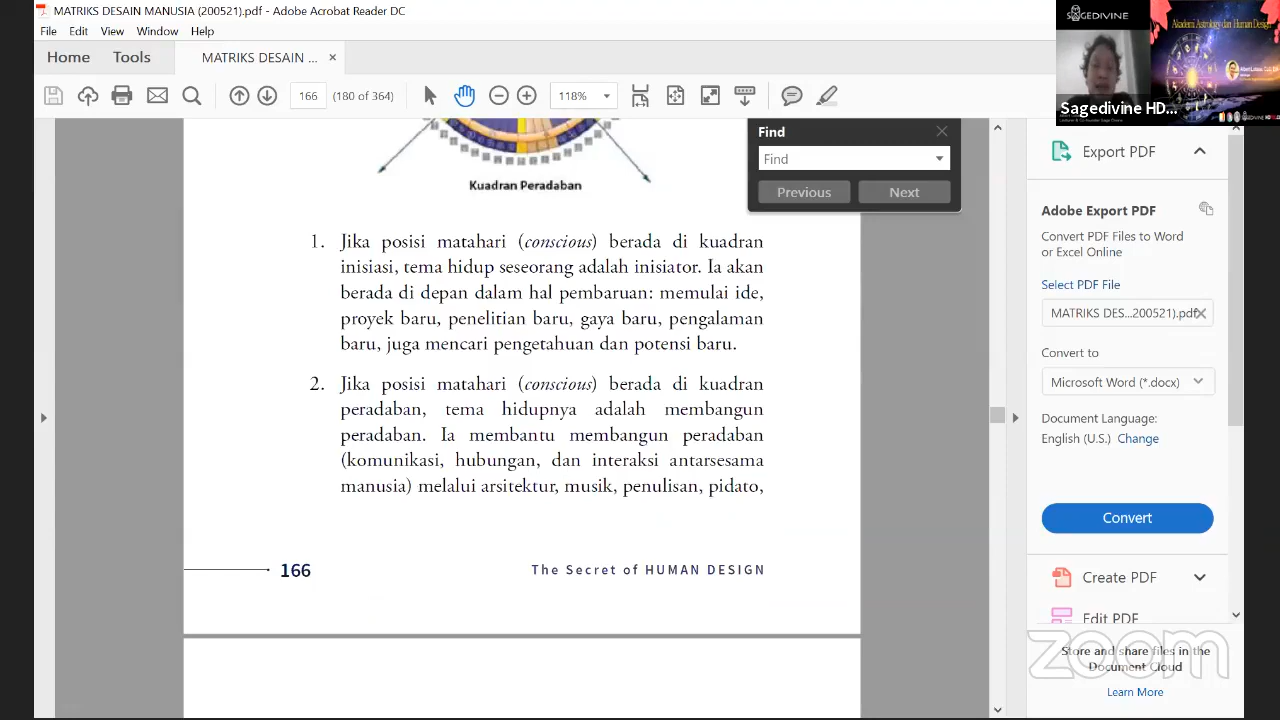 MATRIKS DESAIN MANUSIA (200521).pdf - Adobe Acrobat Reader DC
File Edit View Window Help
Home Tools MATRIKS DESAIN ... ×
166 (180 of 364) 118%
SAGEDIVINE
Akademi Astrology dan Human Design
Sagedivine HD...
Find
Find
Previous Next
Kuadran Peradaban
1. Jika posisi matahari (conscious) berada di kuadran
inisiasi, tema hidup seseorang adalah inisiator. Ia akan
berada di depan dalam hal pembaruan: memulai ide,
proyek baru, penelitian baru, gaya baru, pengalaman
baru, juga mencari pengetahuan dan potensi baru.
2. Jika posisi matahari (conscious) berada di kuadran
peradaban, tema hidupnya adalah membangun
peradaban. Ia membantu membangun peradaban
(komunikasi, hubungan, dan interaksi antarsesama
manusia) melalui arsitektur, musik, penulisan, pidato,
166 The Secret of HUMAN DESIGN
Export PDF
Adobe Export PDF
Convert PDF Files to Word
or Excel Online
Select PDF File
MATRIKS DES...200521).pdf
Convert to
Microsoft Word (*.docx)
Document Language:
English (U.S.) Change
Convert
Create PDF
Edit PDF
Store and share files in the
Document Cloud
Learn More
zoom